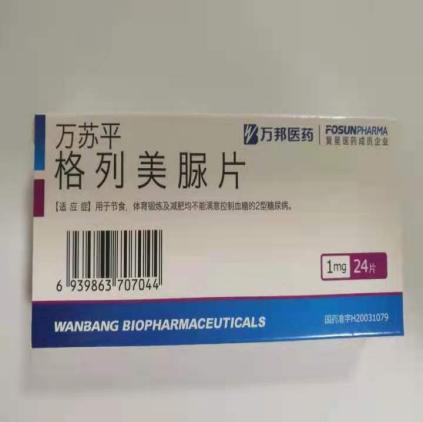 万苏平
格列美脲片
万邦医药
FOSUNPHARMA
复星医药成员企业
【适 应 症】用于节食、体育锻炼及减肥均不能满意控制血糖的2型糖尿病。
6 939863 707044
1mg 24片
WANBANG BIOPHARMACEUTICALS
国药准字H20031079